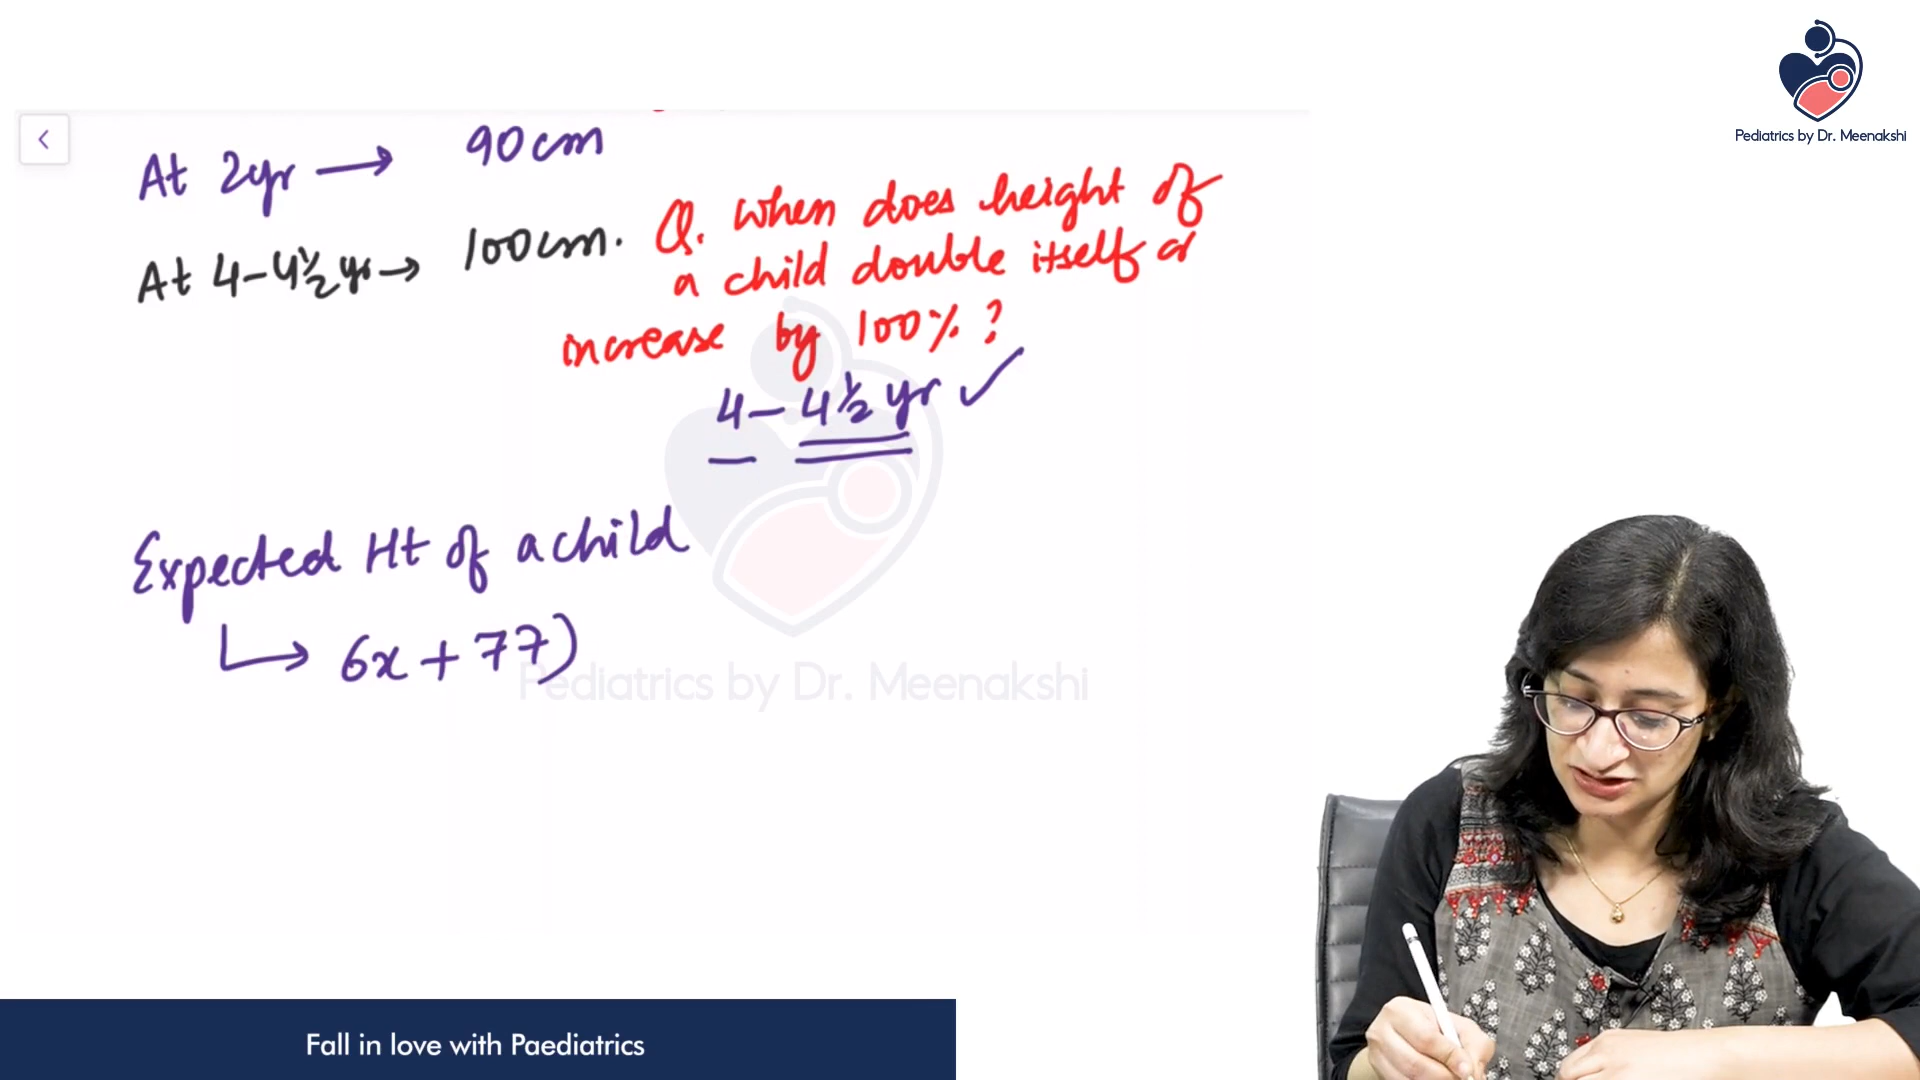 Pediatrics by Dr. Meenakshi
At 2yr → 90cm
At 4-4½ yr → 100cm.
Q. When does height of
a child double itself or
increase by 100% ?
4 - 4½ yr ✓
Expected Ht of a child
↳ 6x + 77)
Pediatrics by Dr. Meenakshi
Fall in love with Paediatrics